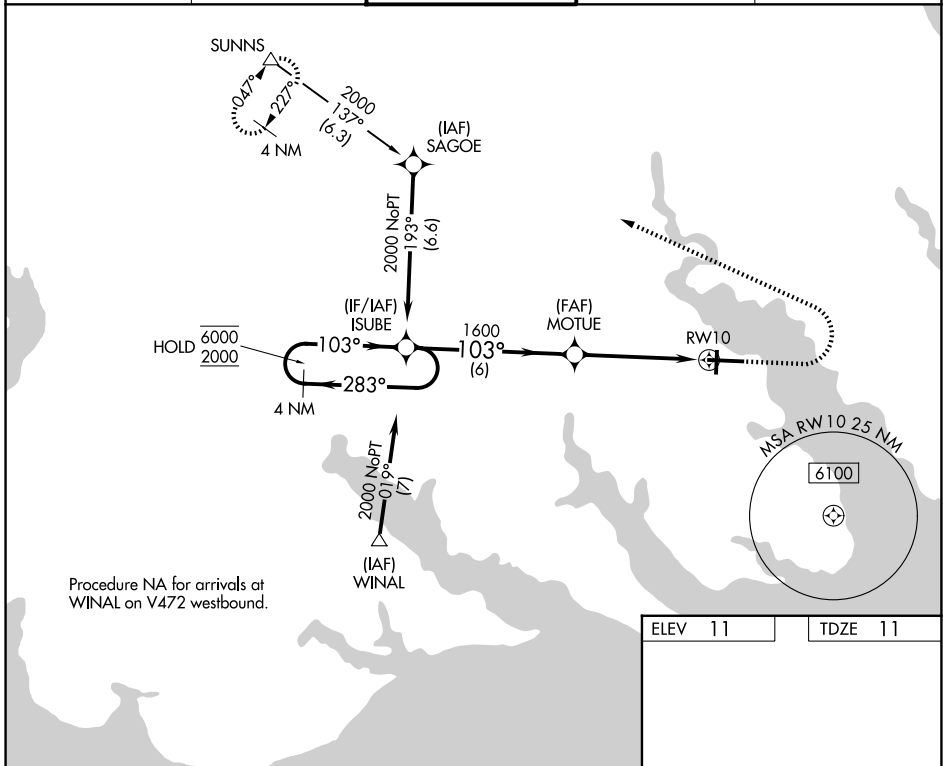 SUNNS
047°
227°
4 NM
2000
137°
(6.3)
(IAF)
SAGOE
2000 NoPT
193°
(6.6)
(IF/IAF)
ISUBE
HOLD 6000
2000
103°
283°
4 NM
1600
103°
(6)
(FAF)
MOTUE
RW10
2000 NoPT
019°
(7)
(IAF)
WINAL
MSA RW10 25 NM
6100
Procedure NA for arrivals at
WINAL on V472 westbound.
ELEV 11
TDZE 11